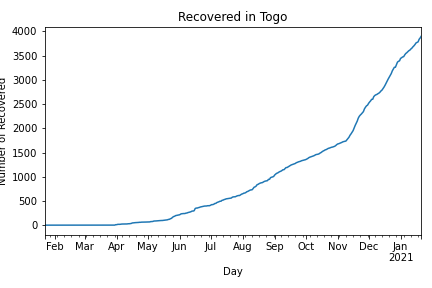 Recovered in Togo
4000
3500
3000
2500
2000
1500
1000
500
0
Number of Recovered
Feb Mar Apr May Jun Jul Aug Sep Oct Nov Dec Jan
2021
Day